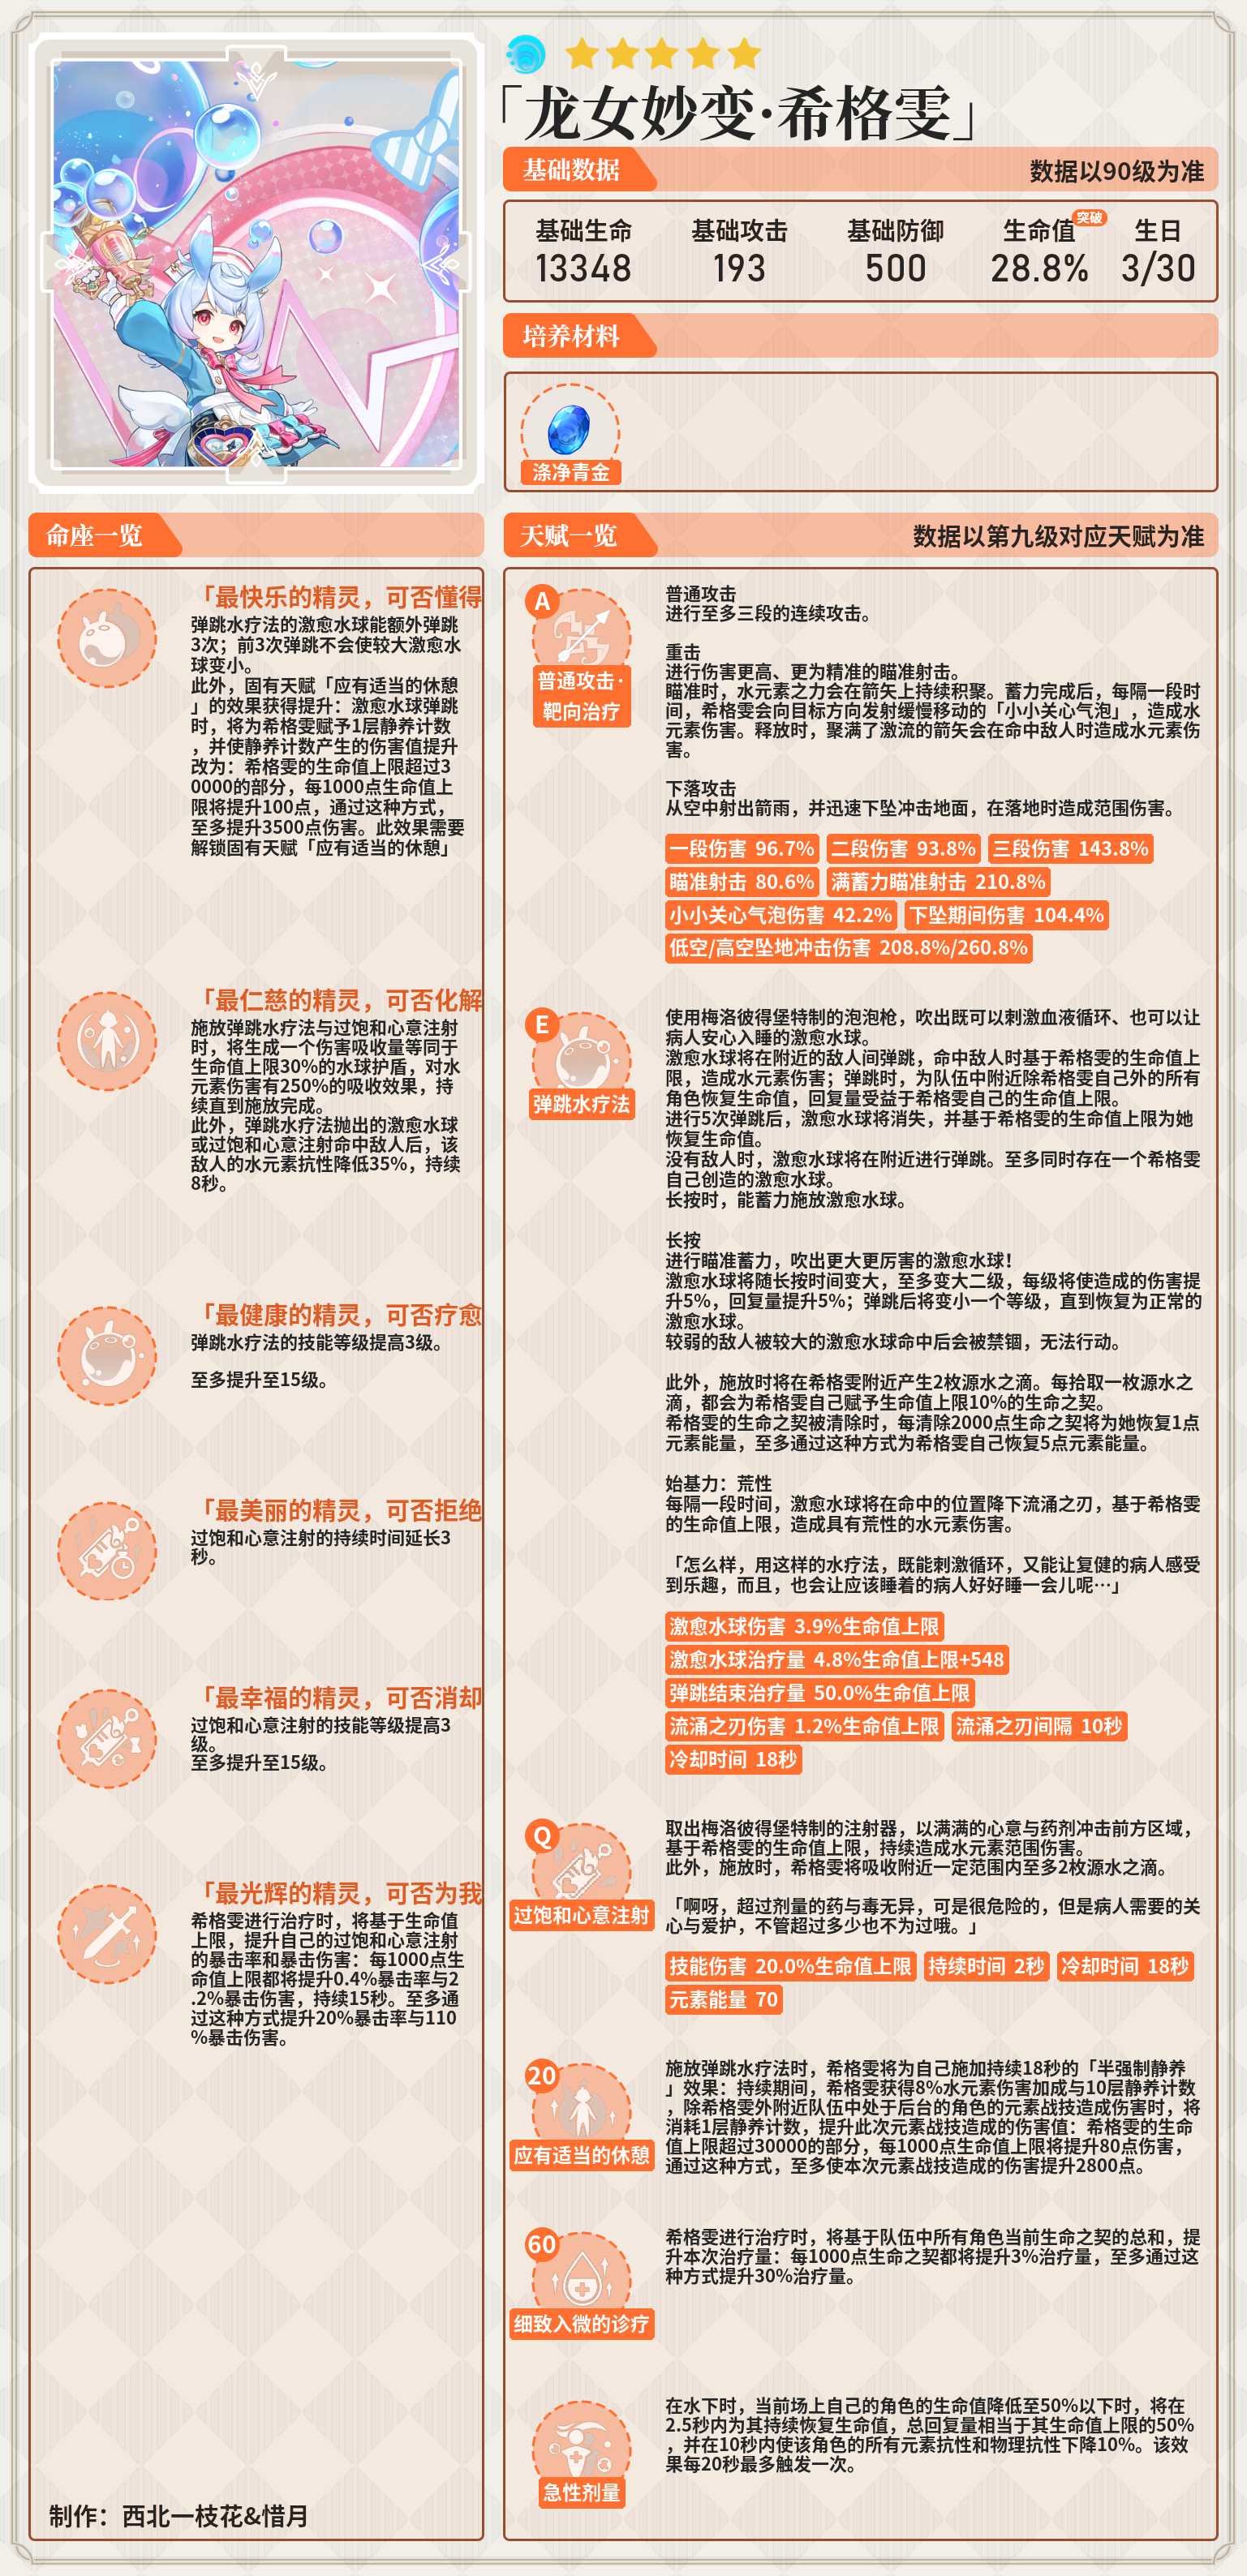 「龙女妙变·希格雯」
基础数据
数据以90级为准
基础生命
13348
基础攻击
193
基础防御
500
生命值
突破
28.8%
生日
3/30
培养材料
涤净青金
命座一览
「最快乐的精灵，可否懂得
弹跳水疗法的激愈水球能额外弹跳
3次；前3次弹跳不会使较大激愈水
球变小。
此外，固有天赋「应有适当的休憩
」的效果获得提升：激愈水球弹跳
时，将为希格雯赋予1层静养计数
，并使静养计数产生的伤害值提升
改为：希格雯的生命值上限超过3
0000的部分，每1000点生命值上
限将提升100点，通过这种方式，
至多提升3500点伤害。此效果需要
解锁固有天赋「应有适当的休憩」
「最仁慈的精灵，可否化解
施放弹跳水疗法与过饱和心意注射
时，将生成一个伤害吸收量等同于
生命值上限30%的水球护盾，对水
元素伤害有250%的吸收效果，持
续直到施放完成。
此外，弹跳水疗法抛出的激愈水球
或过饱和心意注射命中敌人后，该
敌人的水元素抗性降低35%，持续
8秒。
「最健康的精灵，可否疗愈
弹跳水疗法的技能等级提高3级。
至多提升至15级。
「最美丽的精灵，可否拒绝
过饱和心意注射的持续时间延长3
秒。
「最幸福的精灵，可否消却
过饱和心意注射的技能等级提高3
级。
至多提升至15级。
「最光辉的精灵，可否为我
希格雯进行治疗时，将基于生命值
上限，提升自己的过饱和心意注射
的暴击率和暴击伤害：每1000点生
命值上限都将提升0.4%暴击率与2
.2%暴击伤害，持续15秒。至多通
过这种方式提升20%暴击率与110
%暴击伤害。
制作：西北一枝花&惜月
天赋一览
数据以第九级对应天赋为准
A
普通攻击·
靶向治疗
普通攻击
进行至多三段的连续攻击。
重击
进行伤害更高、更为精准的瞄准射击。
瞄准时，水元素之力会在箭矢上持续积聚。蓄力完成后，每隔一段时
间，希格雯会向目标方向发射缓慢移动的「小小关心气泡」，造成水
元素伤害。释放时，聚满了激流的箭矢会在命中敌人时造成水元素伤
害。
下落攻击
从空中射出箭雨，并迅速下坠冲击地面，在落地时造成范围伤害。
一段伤害 96.7% 二段伤害 93.8% 三段伤害 143.8%
瞄准射击 80.6% 满蓄力瞄准射击 210.8%
小小关心气泡伤害 42.2% 下坠期间伤害 104.4%
低空/高空坠地冲击伤害 208.8%/260.8%
E
弹跳水疗法
使用梅洛彼得堡特制的泡泡枪，吹出既可以刺激血液循环、也可以让
病人安心入睡的激愈水球。
激愈水球将在附近的敌人间弹跳，命中敌人时基于希格雯的生命值上
限，造成水元素伤害；弹跳时，为队伍中附近除希格雯自己外的所有
角色恢复生命值，回复量受益于希格雯自己的生命值上限。
进行5次弹跳后，激愈水球将消失，并基于希格雯的生命值上限为她
恢复生命值。
没有敌人时，激愈水球将在附近进行弹跳。至多同时存在一个希格雯
自己创造的激愈水球。
长按时，能蓄力施放激愈水球。
长按
进行瞄准蓄力，吹出更大更厉害的激愈水球！
激愈水球将随长按时间变大，至多变大二级，每级将使造成的伤害提
升5%，回复量提升5%；弹跳后将变小一个等级，直到恢复为正常的
激愈水球。
较弱的敌人被较大的激愈水球命中后会被禁锢，无法行动。
此外，施放时将在希格雯附近产生2枚源水之滴。每拾取一枚源水之
滴，都会为希格雯自己赋予生命值上限10%的生命之契。
希格雯的生命之契被清除时，每清除2000点生命之契将为她恢复1点
元素能量，至多通过这种方式为希格雯自己恢复5点元素能量。
始基力：荒性
每隔一段时间，激愈水球将在命中的位置降下流涌之刃，基于希格雯
的生命值上限，造成具有荒性的水元素伤害。
「怎么样，用这样的水疗法，既能刺激循环，又能让复健的病人感受
到乐趣，而且，也会让应该睡着的病人好好睡一会儿呢…」
激愈水球伤害 3.9%生命值上限
激愈水球治疗量 4.8%生命值上限+548
弹跳结束治疗量 50.0%生命值上限
流涌之刃伤害 1.2%生命值上限 流涌之刃间隔 10秒
冷却时间 18秒
Q
过饱和心意注射
取出梅洛彼得堡特制的注射器，以满满的心意与药剂冲击前方区域，
基于希格雯的生命值上限，持续造成水元素范围伤害。
此外，施放时，希格雯将吸收附近一定范围内至多2枚源水之滴。
「啊呀，超过剂量的药与毒无异，可是很危险的，但是病人需要的关
心与爱护，不管超过多少也不为过哦。」
技能伤害 20.0%生命值上限 持续时间 2秒 冷却时间 18秒
元素能量 70
20
应有适当的休憩
施放弹跳水疗法时，希格雯将为自己施加持续18秒的「半强制静养
」效果：持续期间，希格雯获得8%水元素伤害加成与10层静养计数
，除希格雯外附近队伍中处于后台的角色的元素战技造成伤害时，将
消耗1层静养计数，提升此次元素战技造成的伤害值：希格雯的生命
值上限超过30000的部分，每1000点生命值上限将提升80点伤害，
通过这种方式，至多使本次元素战技造成的伤害提升2800点。
60
细致入微的诊疗
希格雯进行治疗时，将基于队伍中所有角色当前生命之契的总和，提
升本次治疗量：每1000点生命之契都将提升3%治疗量，至多通过这
种方式提升30%治疗量。
急性剂量
在水下时，当前场上自己的角色的生命值降低至50%以下时，将在
2.5秒内为其持续恢复生命值，总回复量相当于其生命值上限的50%
，并在10秒内使该角色的所有元素抗性和物理抗性下降10%。该效
果每20秒最多触发一次。